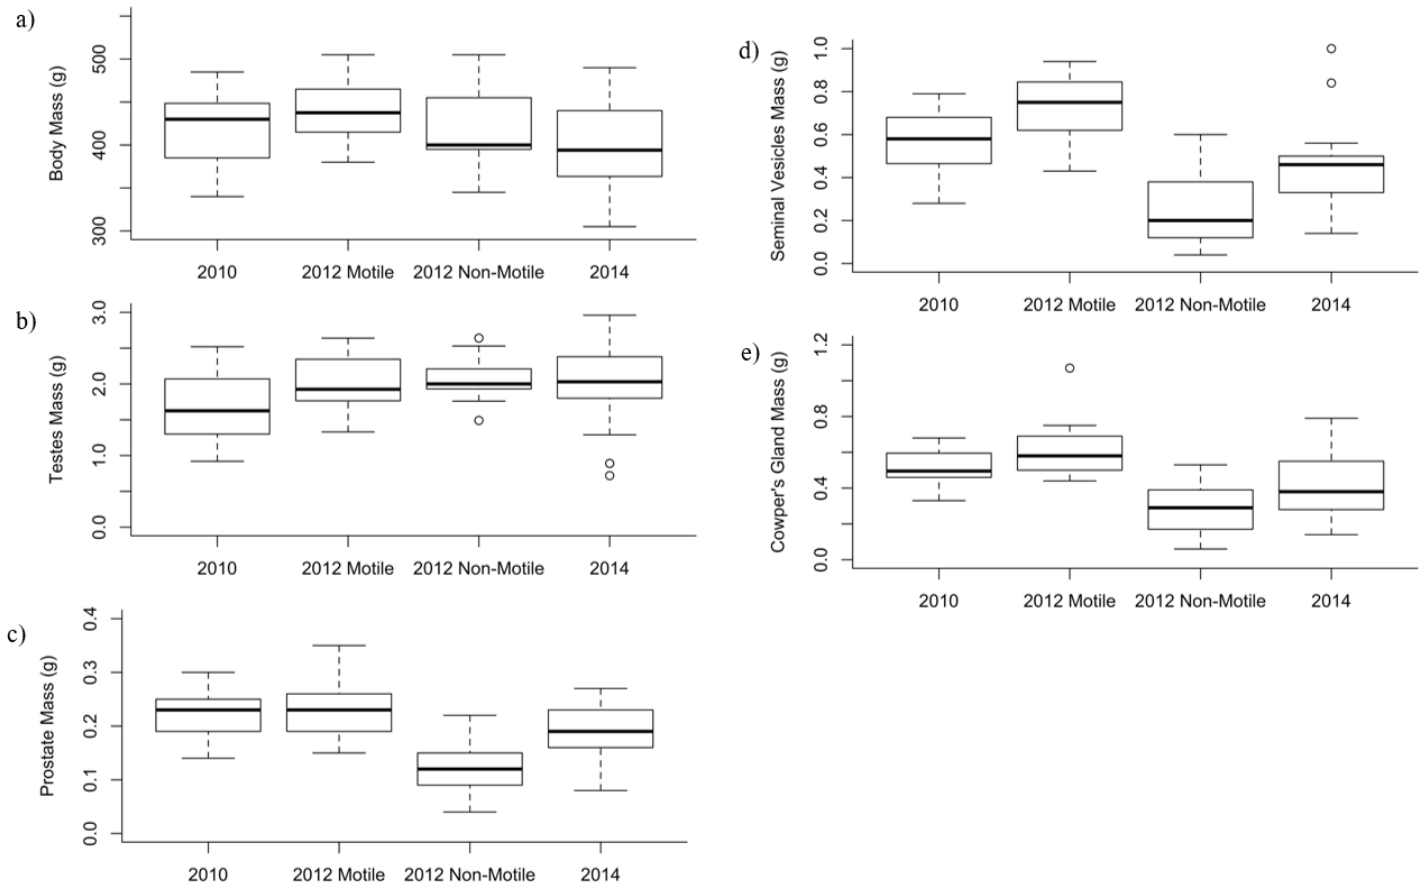 a)
Body Mass (g)
500
400
300
2010
2012 Motile
2012 Non-Motile
2014
b)
Testes Mass (g)
3.0
2.0
1.0
0.0
2010
2012 Motile
2012 Non-Motile
2014
c)
Prostate Mass (g)
0.4
0.3
0.2
0.1
0.0
2010
2012 Motile
2012 Non-Motile
2014
d)
Seminal Vesicles Mass (g)
1.0
0.8
0.6
0.4
0.2
0.0
2010
2012 Motile
2012 Non-Motile
2014
e)
Cowper's Gland Mass (g)
1.2
0.8
0.4
0.0
2010
2012 Motile
2012 Non-Motile
2014